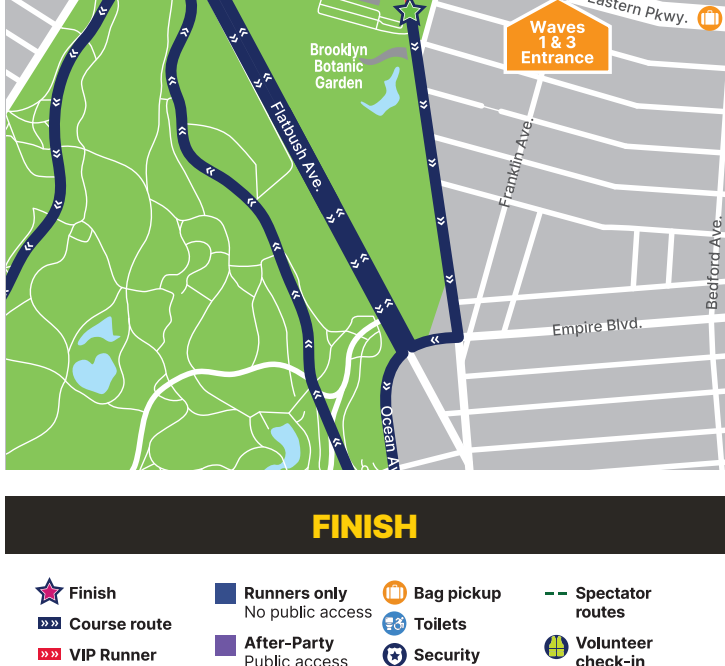 Eastern Pkwy.
Waves
1 & 3
Entrance
Brooklyn
Botanic
Garden
Flatbush Ave.
Franklin Ave.
Bedford Ave.
Empire Blvd.
Ocean Av
FINISH
Finish
Course route
VIP Runner
Runners only
No public access
After-Party
Public access
Bag pickup
Toilets
Security
Spectator
routes
Volunteer
check-in